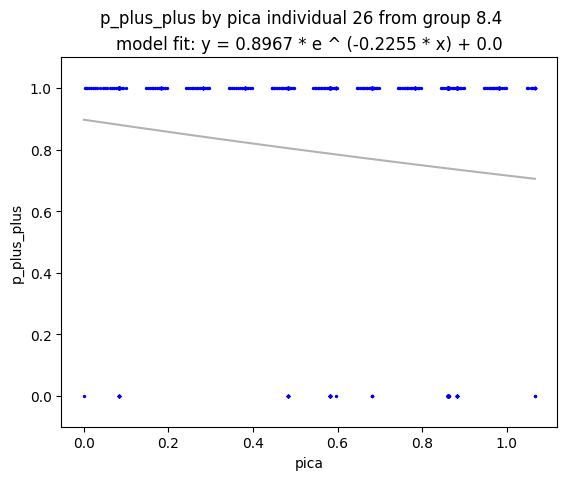 p_plus_plus by pica individual 26 from group 8.4
model fit: y = 0.8967 * e ^ (-0.2255 * x) + 0.0
1.0
0.8
0.6
0.4
0.2
0.0
p_plus_plus
0.0 0.2 0.4 0.6 0.8 1.0
pica